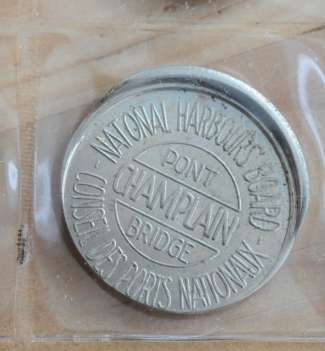 NATIONAL HARBOURS BOARD
PONT
CHAMPLAIN
BRIDGE
CONSEIL DES PORTS NATIONAUX